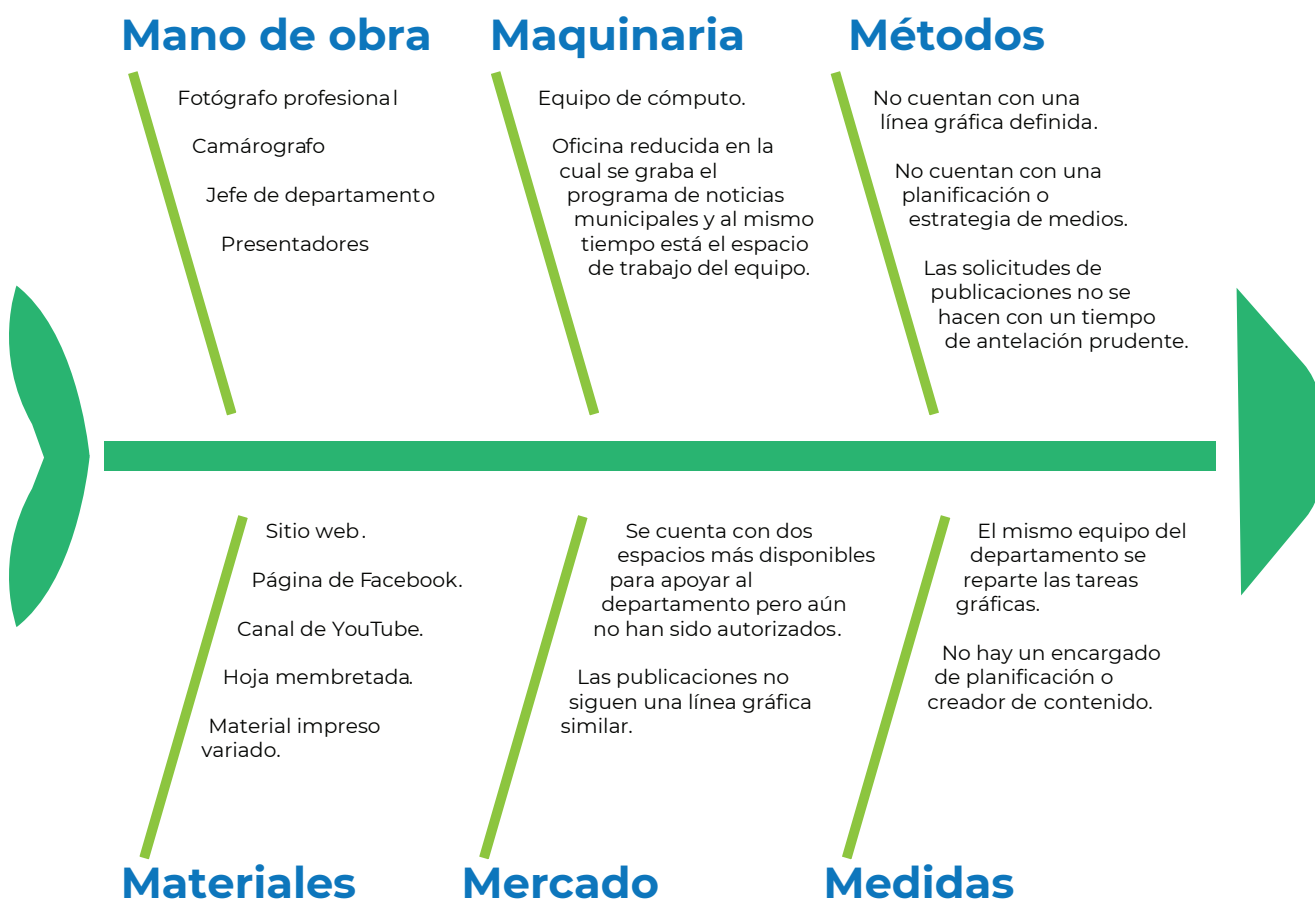 Mano de obra
Fotógrafo profesional
Camárografo
Jefe de departamento
Presentadores
Maquinaria
Equipo de cómputo.
Oficina reducida en la
cual se graba el
programa de noticias
municipales y al mismo
tiempo está el espacio
de trabajo del equipo.
Métodos
No cuentan con una
línea gráfica definida.
No cuentan con una
planificación o
estrategia de medios.
Las solicitudes de
publicaciones no se
hacen con un tiempo
de antelación prudente.
Sitio web.
Página de Facebook.
Canal de YouTube.
Hoja membretada.
Material impreso
variado.
Materiales
Se cuenta con dos
espacios más disponibles
para apoyar al
departamento pero aún
no han sido autorizados.
Las publicaciones no
siguen una línea gráfica
similar.
Mercado
El mismo equipo del
departamento se
reparte las tareas
gráficas.
No hay un encargado
de planificación o
creador de contenido.
Medidas